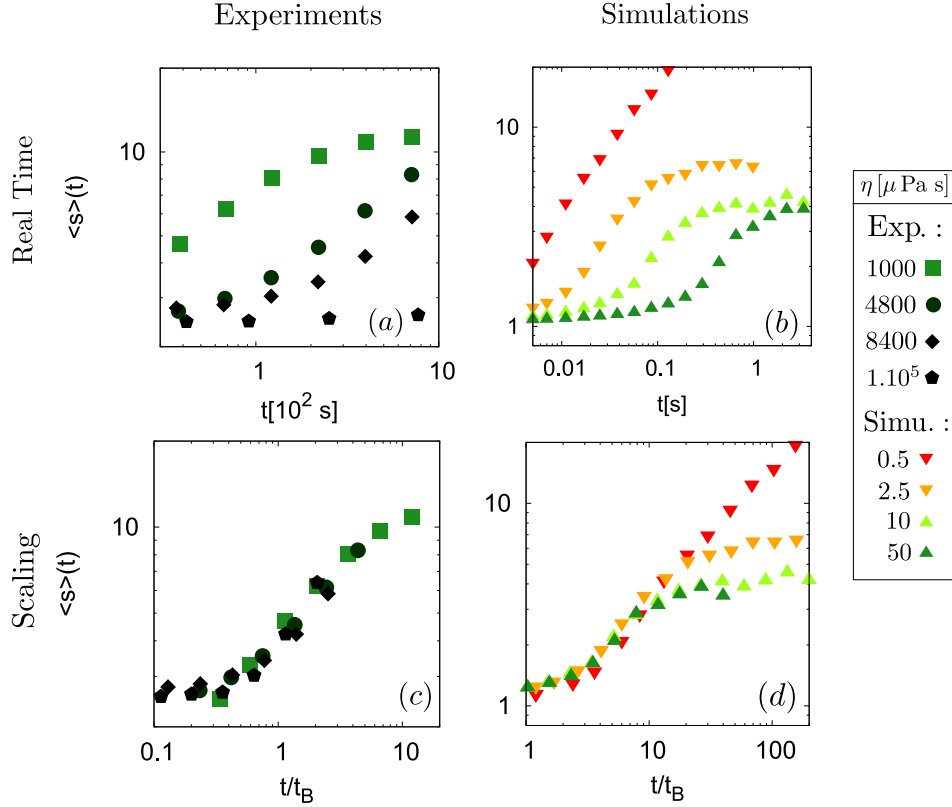 Experiments
Simulations
Real Time
<s>(t)
10
(a)
1
10
t[10² s]
10
1
(b)
0.01
0.1
1
t[s]
η [μ Pa s]
Exp. :
1000
4800
8400
1.10⁵
Simu. :
0.5
2.5
10
50
Scaling
<s>(t)
10
(c)
0.1
1
10
t/t_B
10
1
(d)
1
10
100
t/t_B